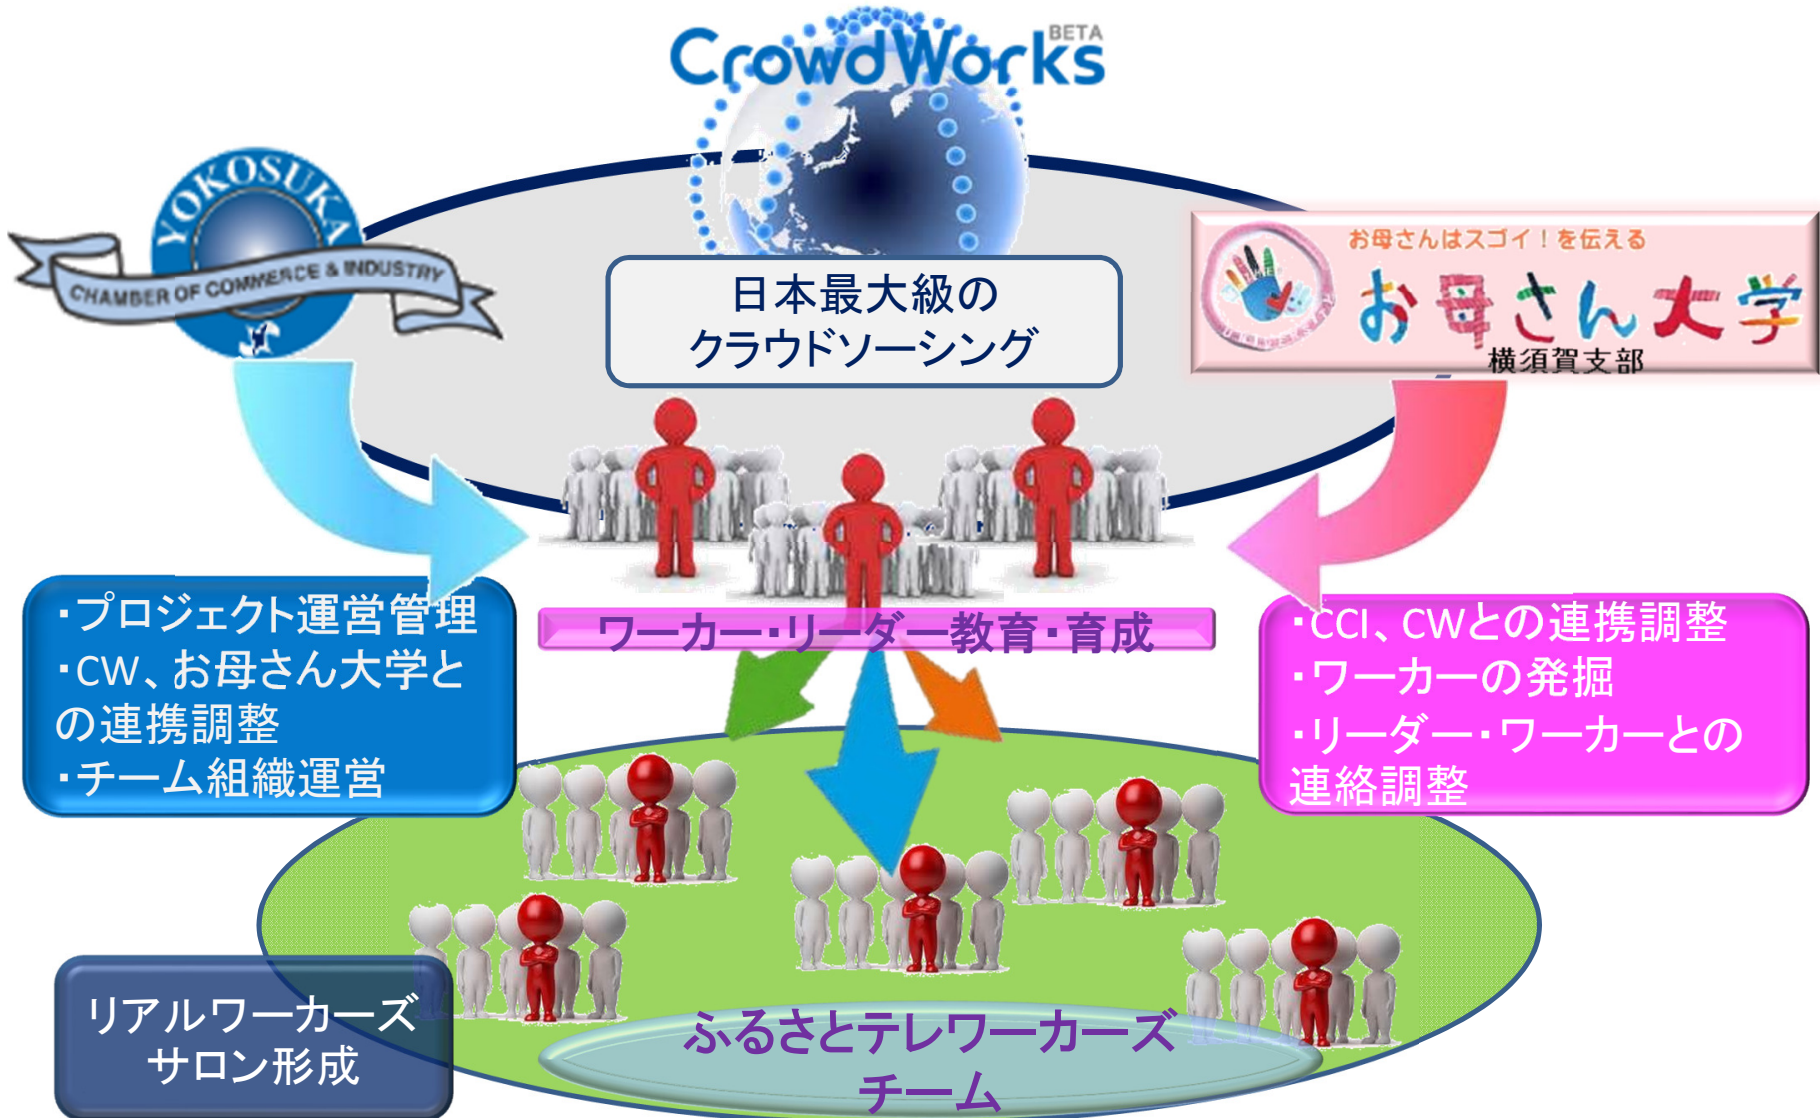 CrowdWorks
BETA
YOKOSUKA
CHAMBER OF COMMERCE & INDUSTRY
日本最大級の
クラウドソーシング
お母さんはスゴイ！を伝える
お母さん大学
横須賀支部
・プロジェクト運営管理
・CW、お母さん大学と
の連携調整
・チーム組織運営
ワーカー・リーダー教育・育成
・CCI、CWとの連携調整
・ワーカーの発掘
・リーダー・ワーカーとの
連絡調整
リアルワーカーズ
サロン形成
ふるさとテレワーカーズ
チーム